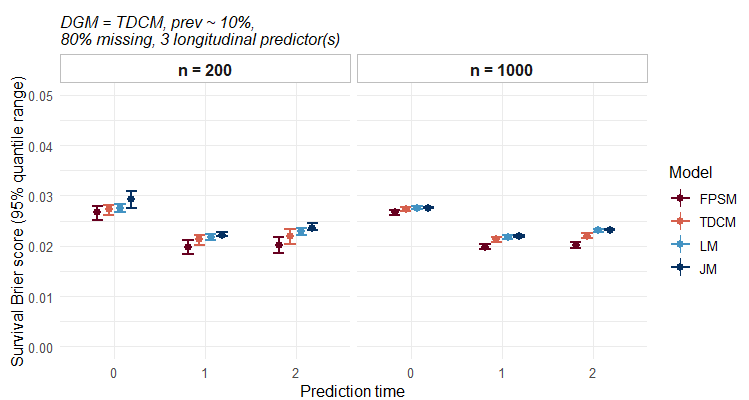 DGM = TDCM, prev ~ 10%,
80% missing, 3 longitudinal predictor(s)
n = 200
n = 1000
Survival Brier score (95% quantile range)
0.05
0.04
0.03
0.02
0.01
0.00
0
1
2
0
1
2
Prediction time
Model
FPSM
TDCM
LM
JM